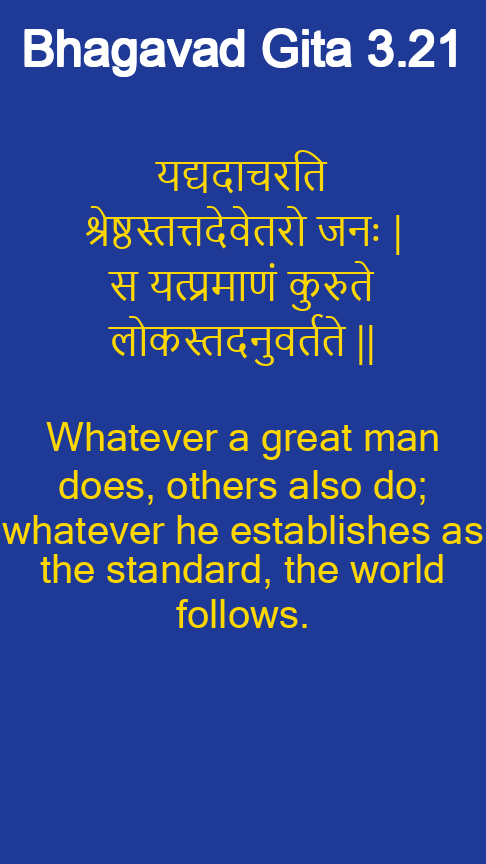 Bhagavad Gita 3.21
यद्यदाचरति
श्रेष्ठस्तत्तदेवेतरो जनः |
स यत्प्रमाणं कुरुते
लोकस्तदनुवर्तते ||
Whatever a great man
does, others also do;
whatever he establishes as
the standard, the world
follows.